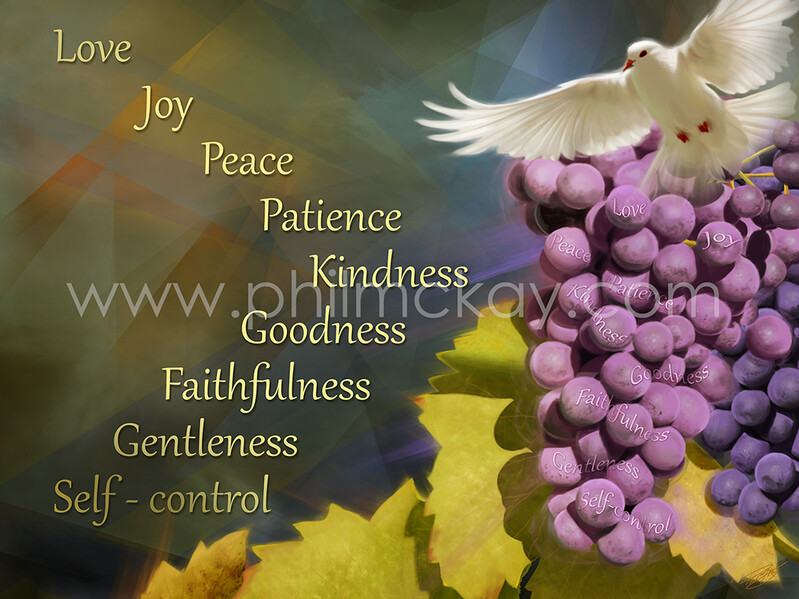 Love
Joy
Peace
Patience
Kindness
www.philmckay.com
Goodness
Faithfulness
Gentleness
Self - control
Love
Joy
Peace
Patience
Kindness
Goodness
Faithfulness
Gentleness
Self-control